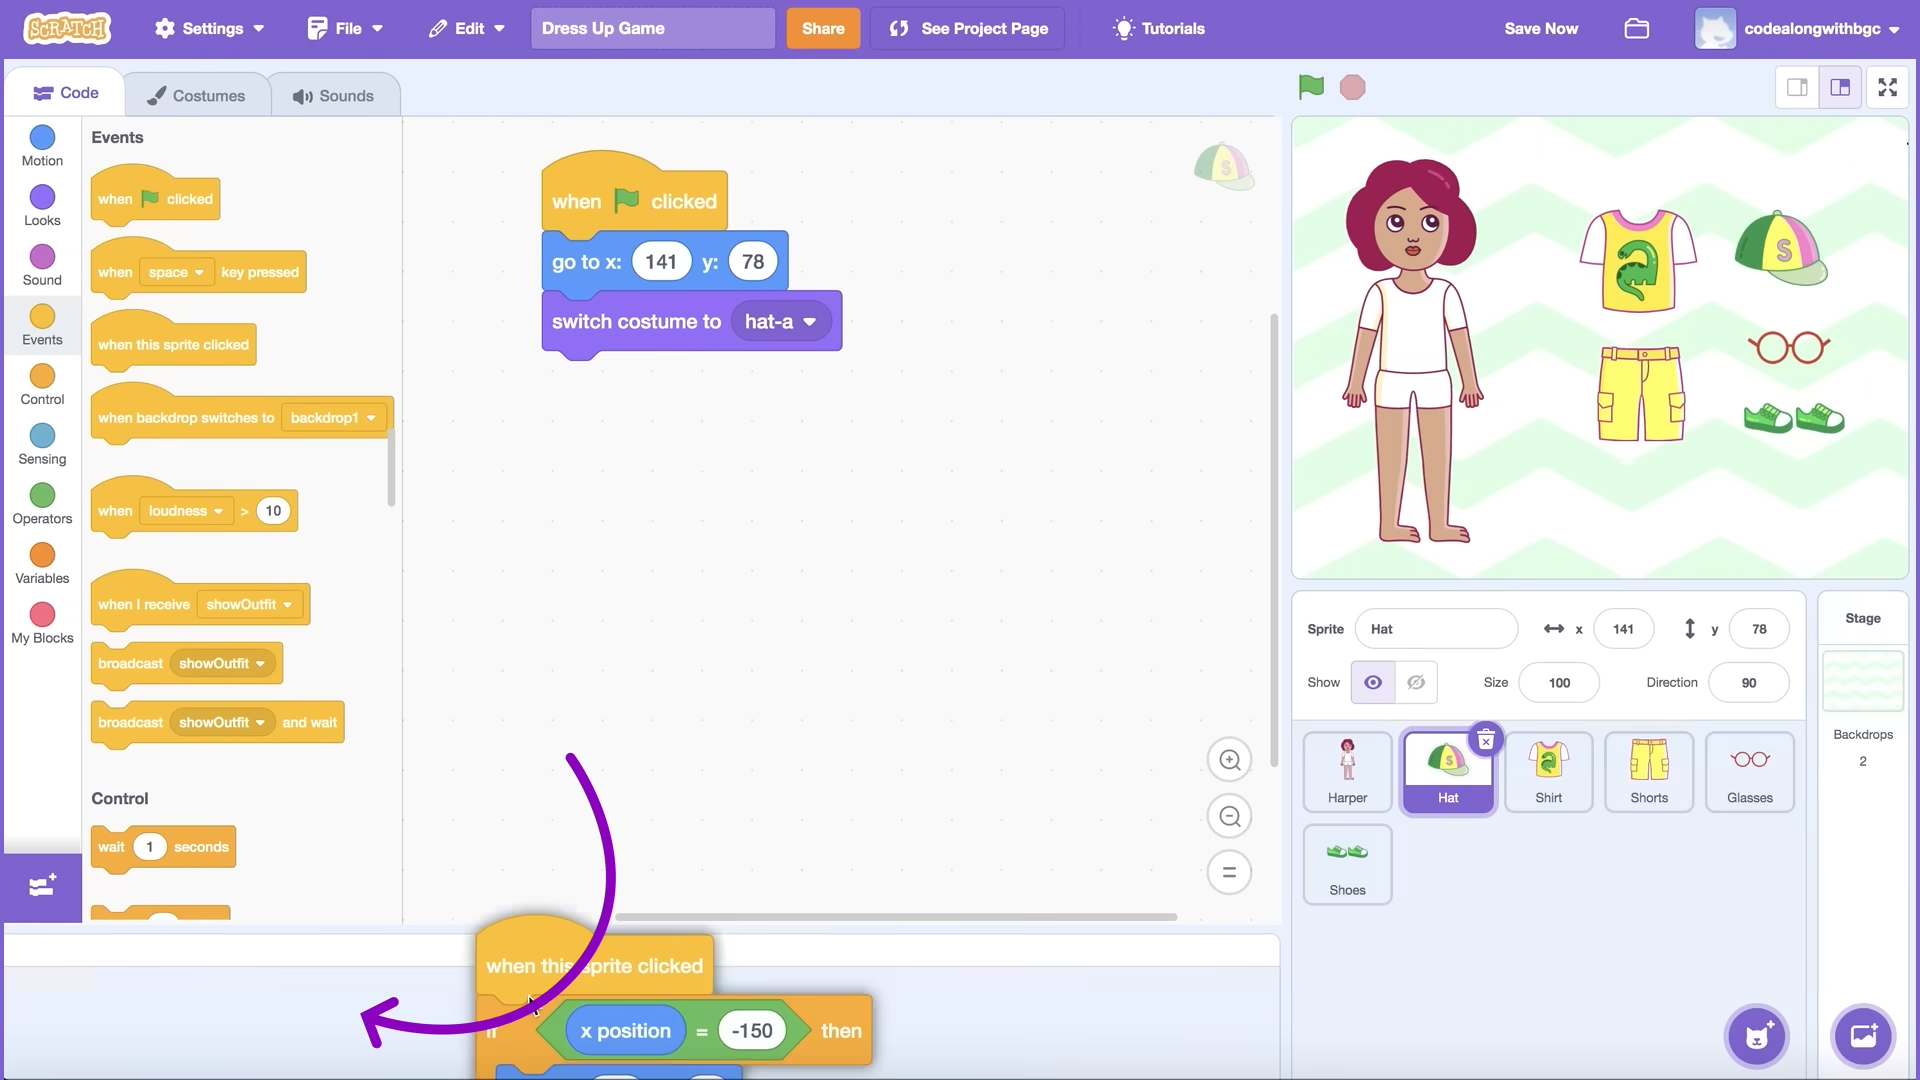 SCRATCH Settings File Edit Dress Up Game Share See Project Page Tutorials Save Now codealongwithbgc
Code Costumes Sounds
Motion
Looks
Sound
Events
Control
Sensing
Operators
Variables
My Blocks
Events
when clicked
when space key pressed
when this sprite clicked
when backdrop switches to backdrop1
when loudness > 10
when I receive showOutfit
broadcast showOutfit
broadcast showOutfit and wait
Control
wait 1 seconds
when clicked
go to x: 141 y: 78
switch costume to hat-a
S
when this sprite clicked
if x position = -150 then
S
Sprite Hat x 141 y 78
Show Size 100 Direction 90
Harper Hat Shirt Shorts Glasses
Shoes
Stage
Backdrops
2